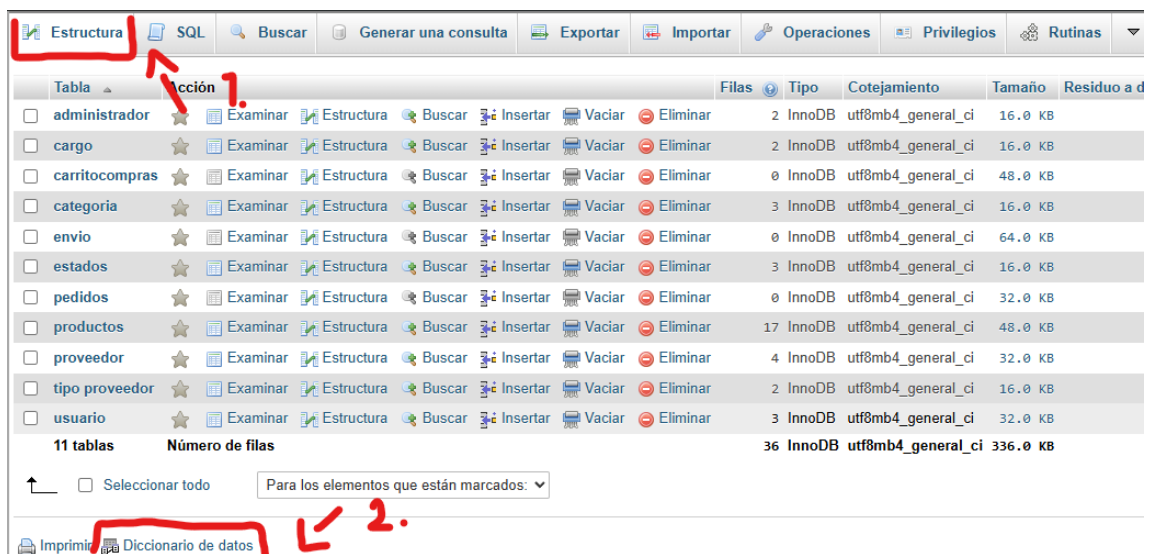 Estructura SQL Buscar Generar una consulta Exportar Importar Operaciones Privilegios Rutinas
1.
Tabla Acción Filas Tipo Cotejamiento Tamaño Residuo a d
administrador Examinar Estructura Buscar Insertar Vaciar Eliminar 2 InnoDB utf8mb4_general_ci 16.0 KB
cargo Examinar Estructura Buscar Insertar Vaciar Eliminar 2 InnoDB utf8mb4_general_ci 16.0 KB
carritocompras Examinar Estructura Buscar Insertar Vaciar Eliminar 0 InnoDB utf8mb4_general_ci 48.0 KB
categoria Examinar Estructura Buscar Insertar Vaciar Eliminar 3 InnoDB utf8mb4_general_ci 16.0 KB
envio Examinar Estructura Buscar Insertar Vaciar Eliminar 0 InnoDB utf8mb4_general_ci 64.0 KB
estados Examinar Estructura Buscar Insertar Vaciar Eliminar 3 InnoDB utf8mb4_general_ci 16.0 KB
pedidos Examinar Estructura Buscar Insertar Vaciar Eliminar 0 InnoDB utf8mb4_general_ci 32.0 KB
productos Examinar Estructura Buscar Insertar Vaciar Eliminar 17 InnoDB utf8mb4_general_ci 48.0 KB
proveedor Examinar Estructura Buscar Insertar Vaciar Eliminar 4 InnoDB utf8mb4_general_ci 32.0 KB
tipo proveedor Examinar Estructura Buscar Insertar Vaciar Eliminar 2 InnoDB utf8mb4_general_ci 16.0 KB
usuario Examinar Estructura Buscar Insertar Vaciar Eliminar 3 InnoDB utf8mb4_general_ci 32.0 KB
11 tablas Número de filas 36 InnoDB utf8mb4_general_ci 336.0 KB
Seleccionar todo Para los elementos que están marcados:
2.
Imprimir Diccionario de datos